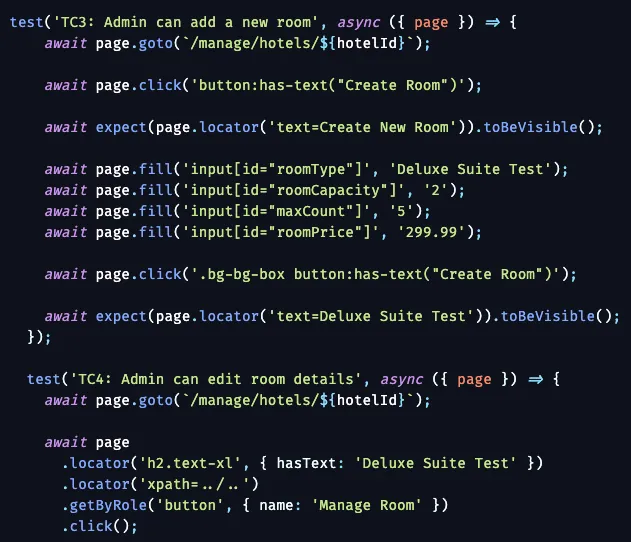 test('TC3: Admin can add a new room', async ({ page }) => {
await page.goto(`/manage/hotels/${hotelId}`);
await page.click('button:has-text("Create Room")');
await expect(page.locator('text=Create New Room')).toBeVisible();
await page.fill('input[id="roomType"]', 'Deluxe Suite Test');
await page.fill('input[id="roomCapacity"]', '2');
await page.fill('input[id="maxCount"]', '5');
await page.fill('input[id="roomPrice"]', '299.99');
await page.click('.bg-bg-box button:has-text("Create Room")');
await expect(page.locator('text=Deluxe Suite Test')).toBeVisible();
});
test('TC4: Admin can edit room details', async ({ page }) => {
await page.goto(`/manage/hotels/${hotelId}`);
await page
.locator('h2.text-xl', { hasText: 'Deluxe Suite Test' })
.locator('xpath=../..')
.getByRole('button', { name: 'Manage Room' })
.click();